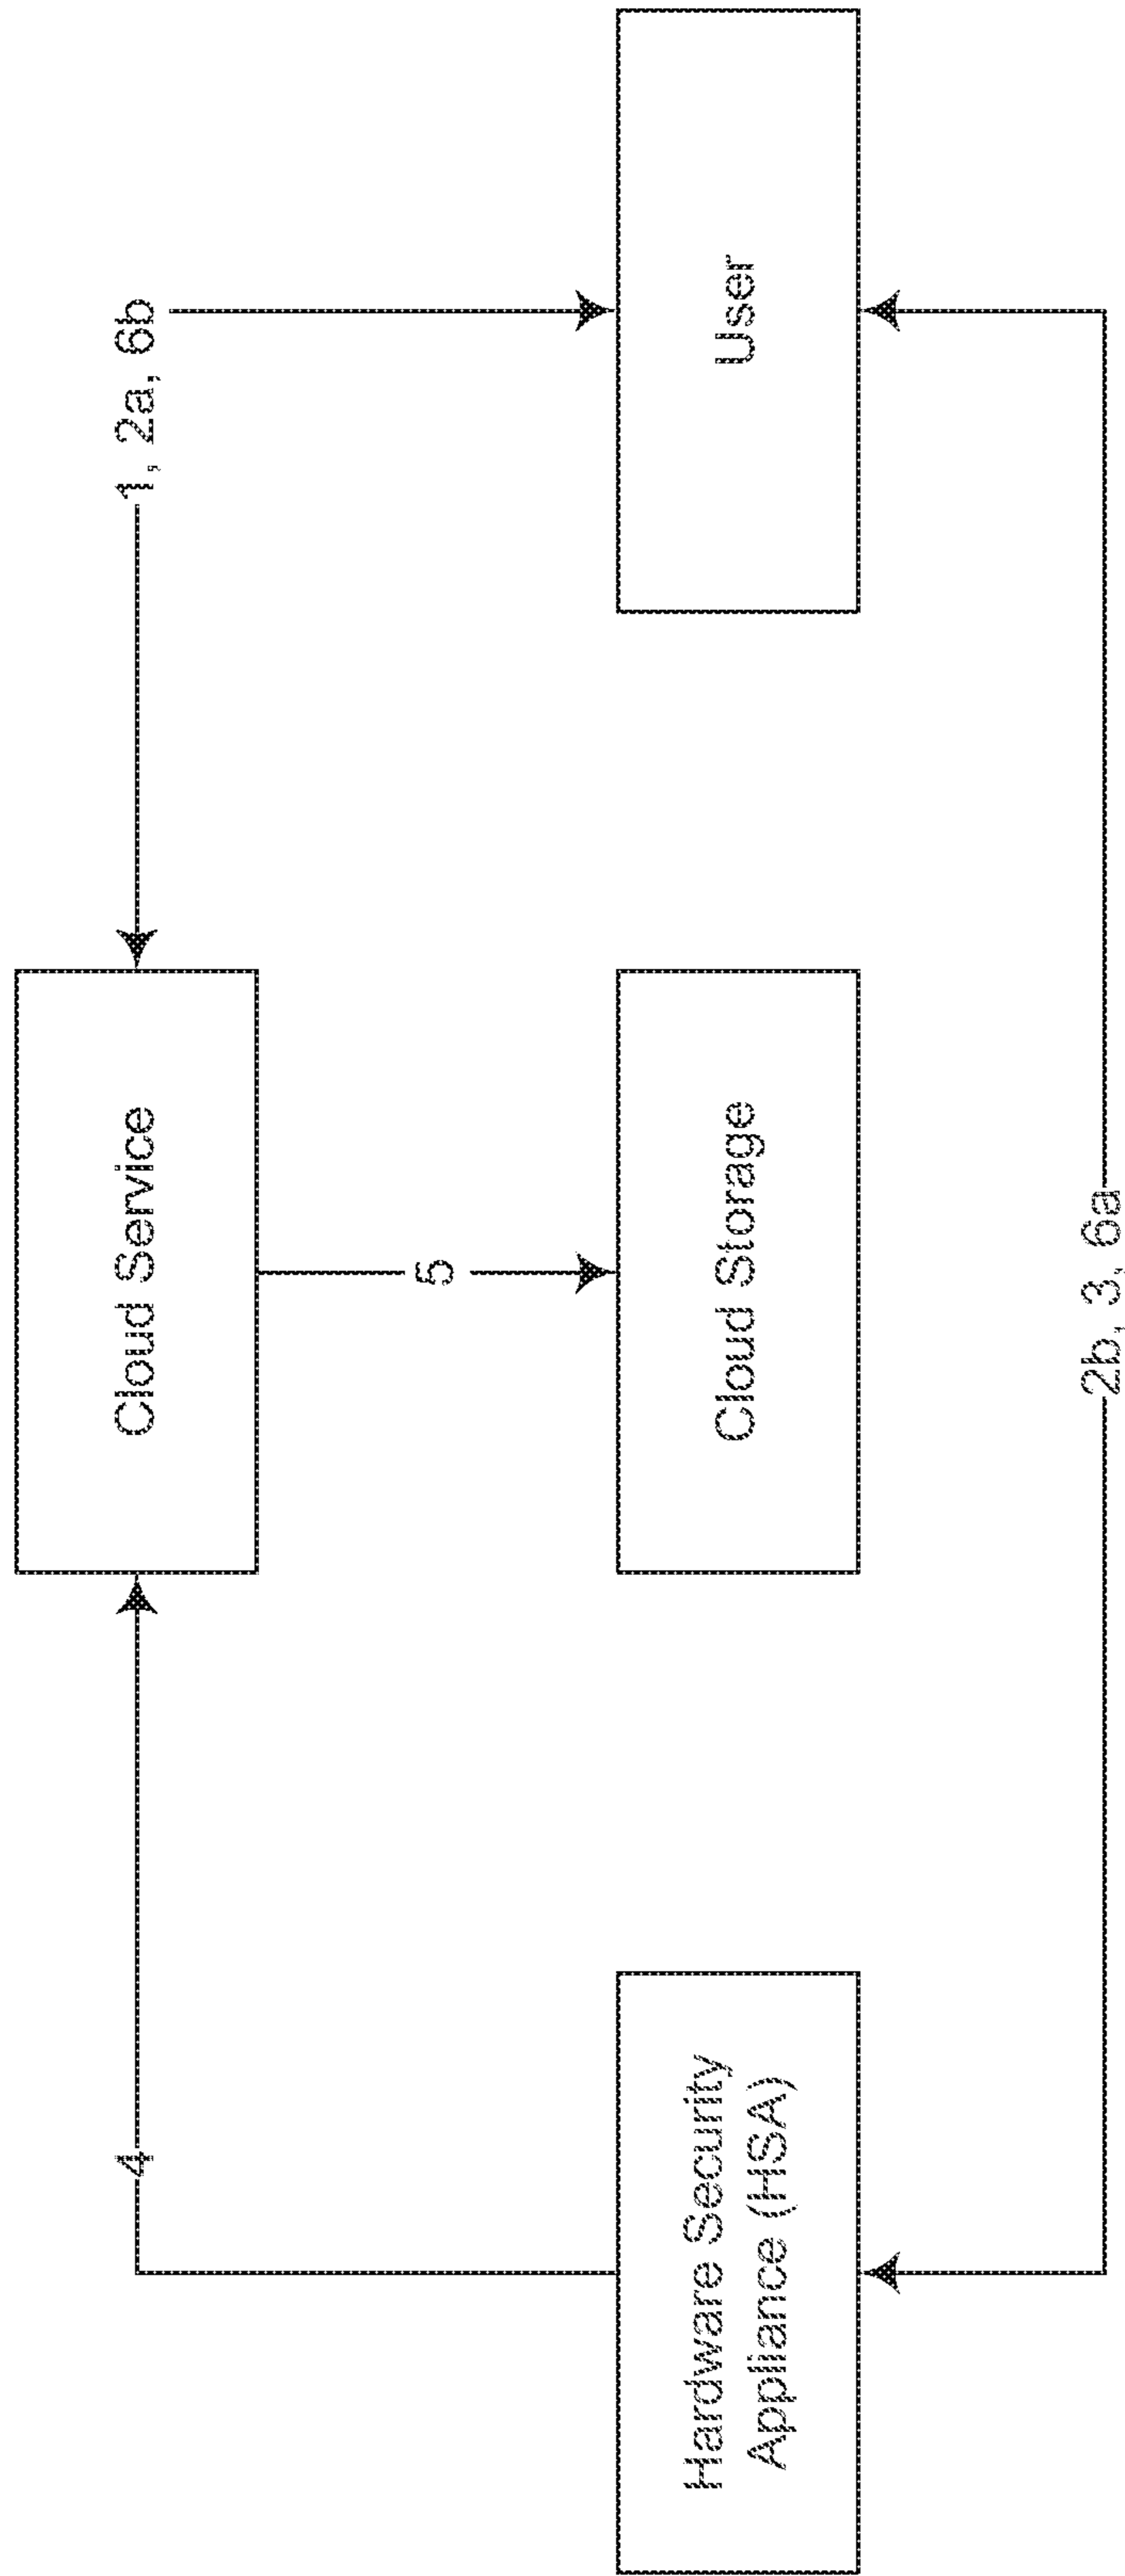 4
Cloud Service
1, 2a, 6b
5
Hardware Security
Appliance (HSA)
Cloud Storage
User
2b, 3, 6a